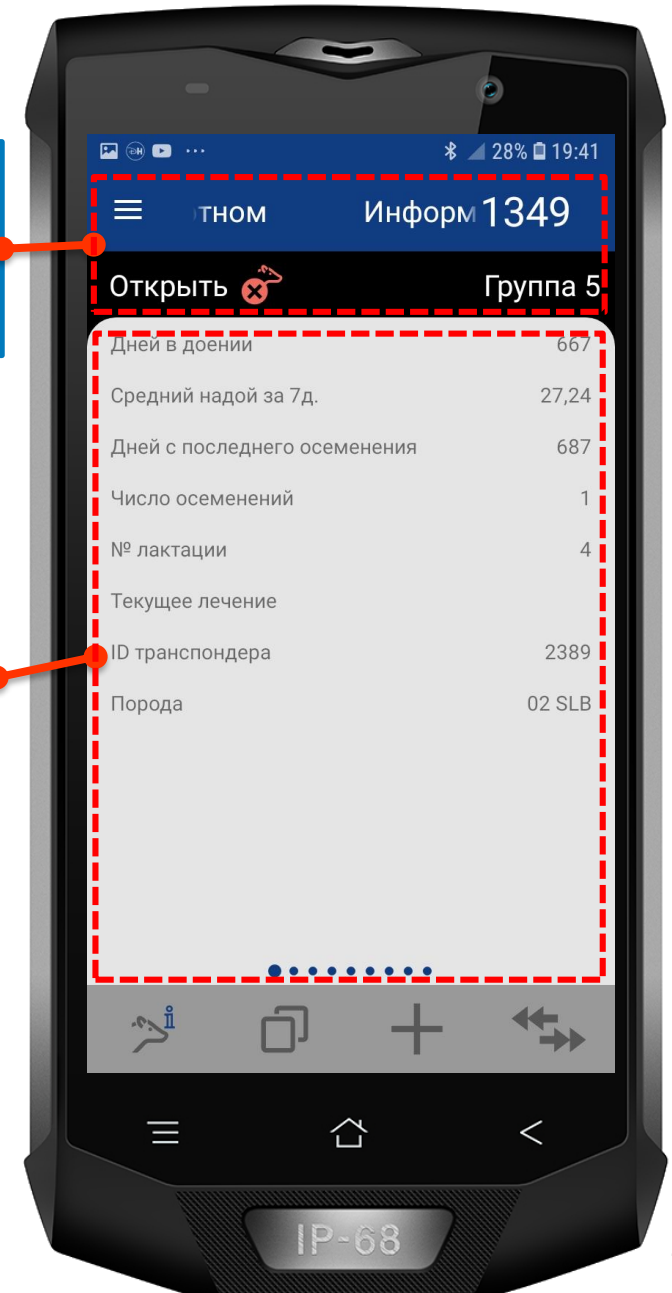 28% 19:41
тном Информ 1349
Открыть Группа 5
Дней в доении 667
Средний надой за 7д. 27,24
Дней с последнего осеменения 687
Число осеменений 1
№ лактации 4
Текущее лечение
ID транспондера 2389
Порода 02 SLB
IP-68